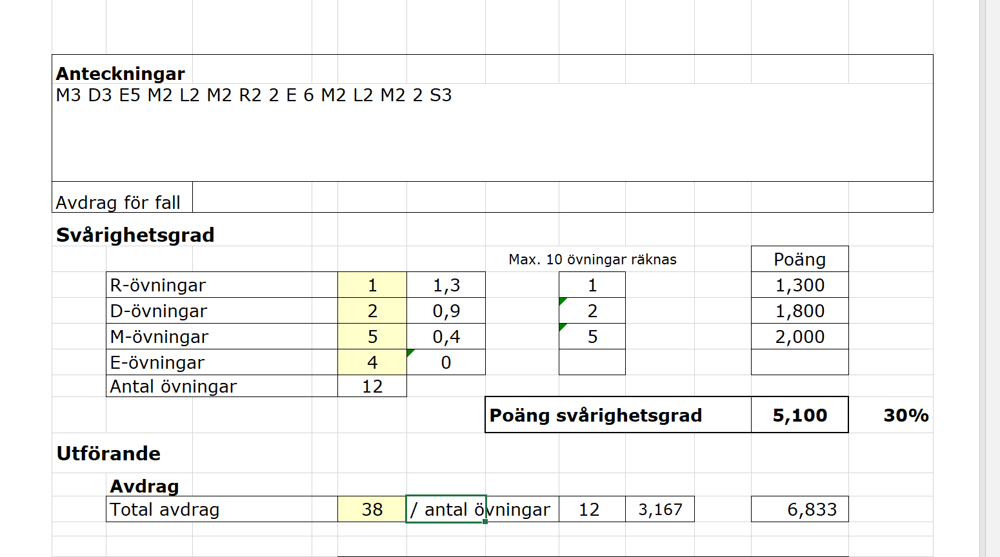 Anteckningar
M3 D3 E5 M2 L2 M2 R2 2 E 6 M2 L2 M2 2 S3
Avdrag för fall
Svårighetsgrad
Max. 10 övningar räknas Poäng
R-övningar 1 1,3 1 1,300
D-övningar 2 0,9 2 1,800
M-övningar 5 0,4 5 2,000
E-övningar 4 0
Antal övningar 12
Poäng svårighetsgrad 5,100 30%
Utförande
Avdrag
Total avdrag 38 / antal övningar 12 3,167 6,833